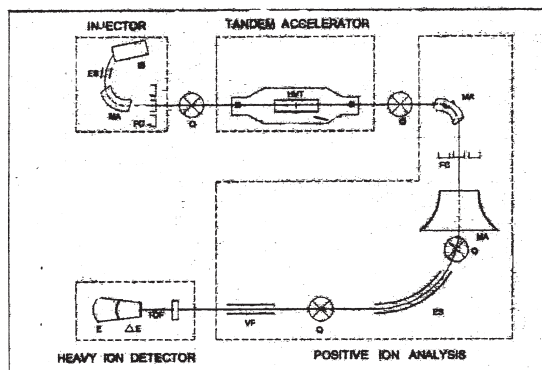 INJECTOR
TANDEM ACCELERATOR
ES
IS
MA
FC
Q
HVT
Q
MA
FC
MA
Q
ES
Q
VF
TOF
E
△E
HEAVY ION DETECTOR
POSITIVE ION ANALYSIS